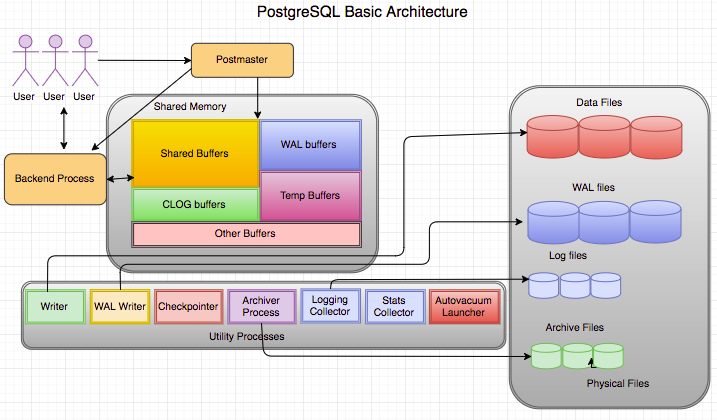 PostgreSQL Basic Architecture
User
User
User
Postmaster
Backend Process
Shared Memory
Shared Buffers
WAL buffers
CLOG buffers
Temp Buffers
Other Buffers
Writer
WAL Writer
Checkpointer
Archiver
Process
Logging
Collector
Stats
Collector
Autovacuum
Launcher
Utility Processes
Data Files
WAL files
Log files
Archive Files
Physical Files